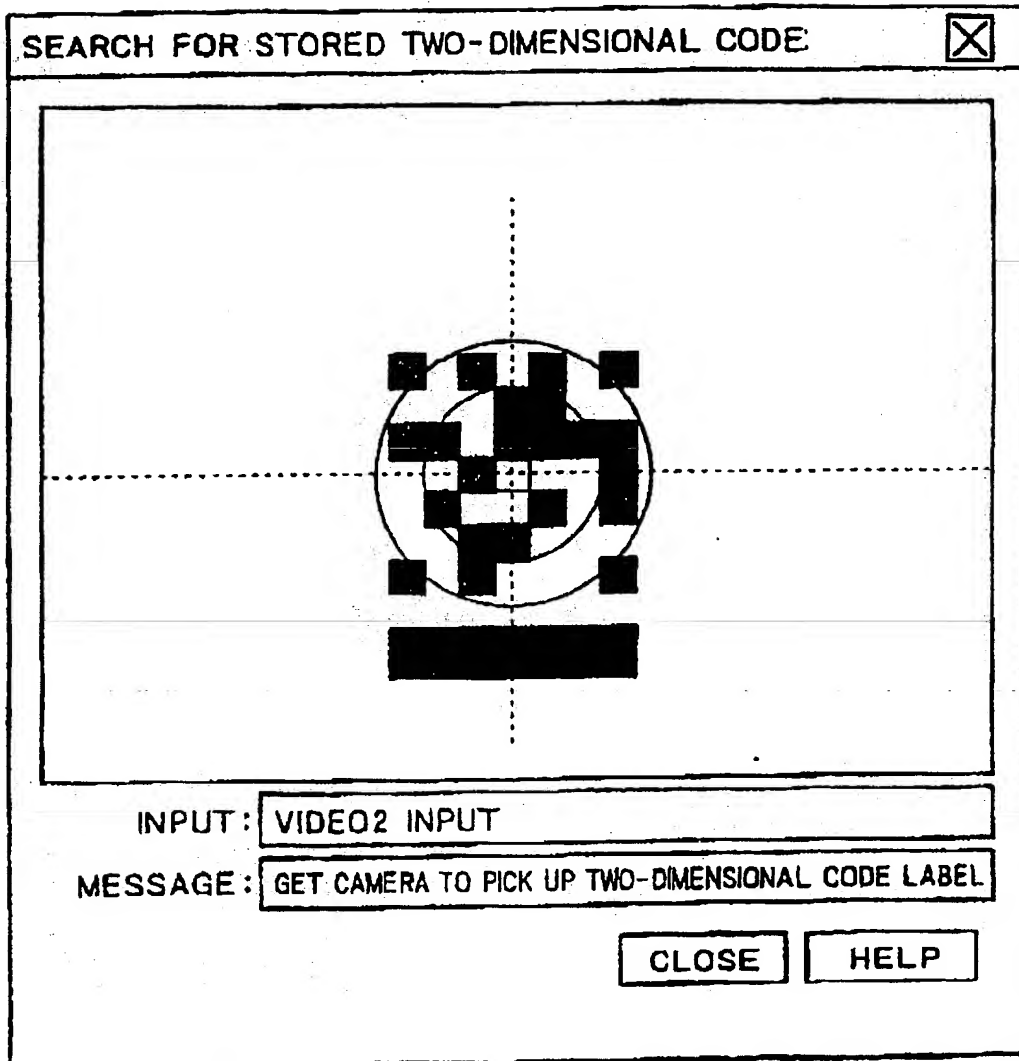 SEARCH FOR STORED TWO-DIMENSIONAL CODE
INPUT: VIDEO2 INPUT
MESSAGE: GET CAMERA TO PICK UP TWO-DIMENSIONAL CODE LABEL
CLOSE HELP